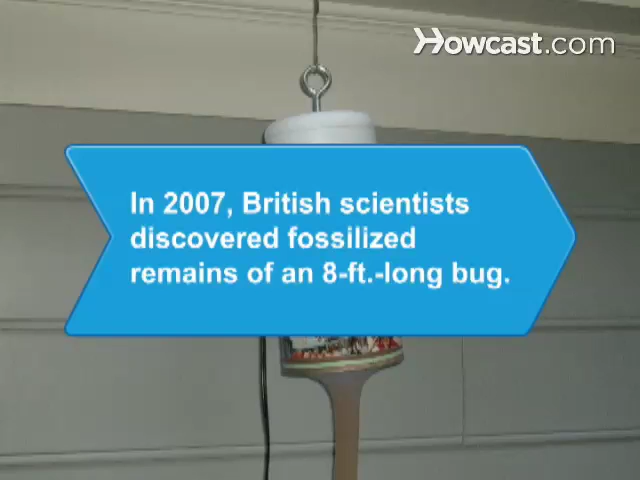 Howcast.com
In 2007, British scientists
discovered fossilized
remains of an 8-ft.-long bug.